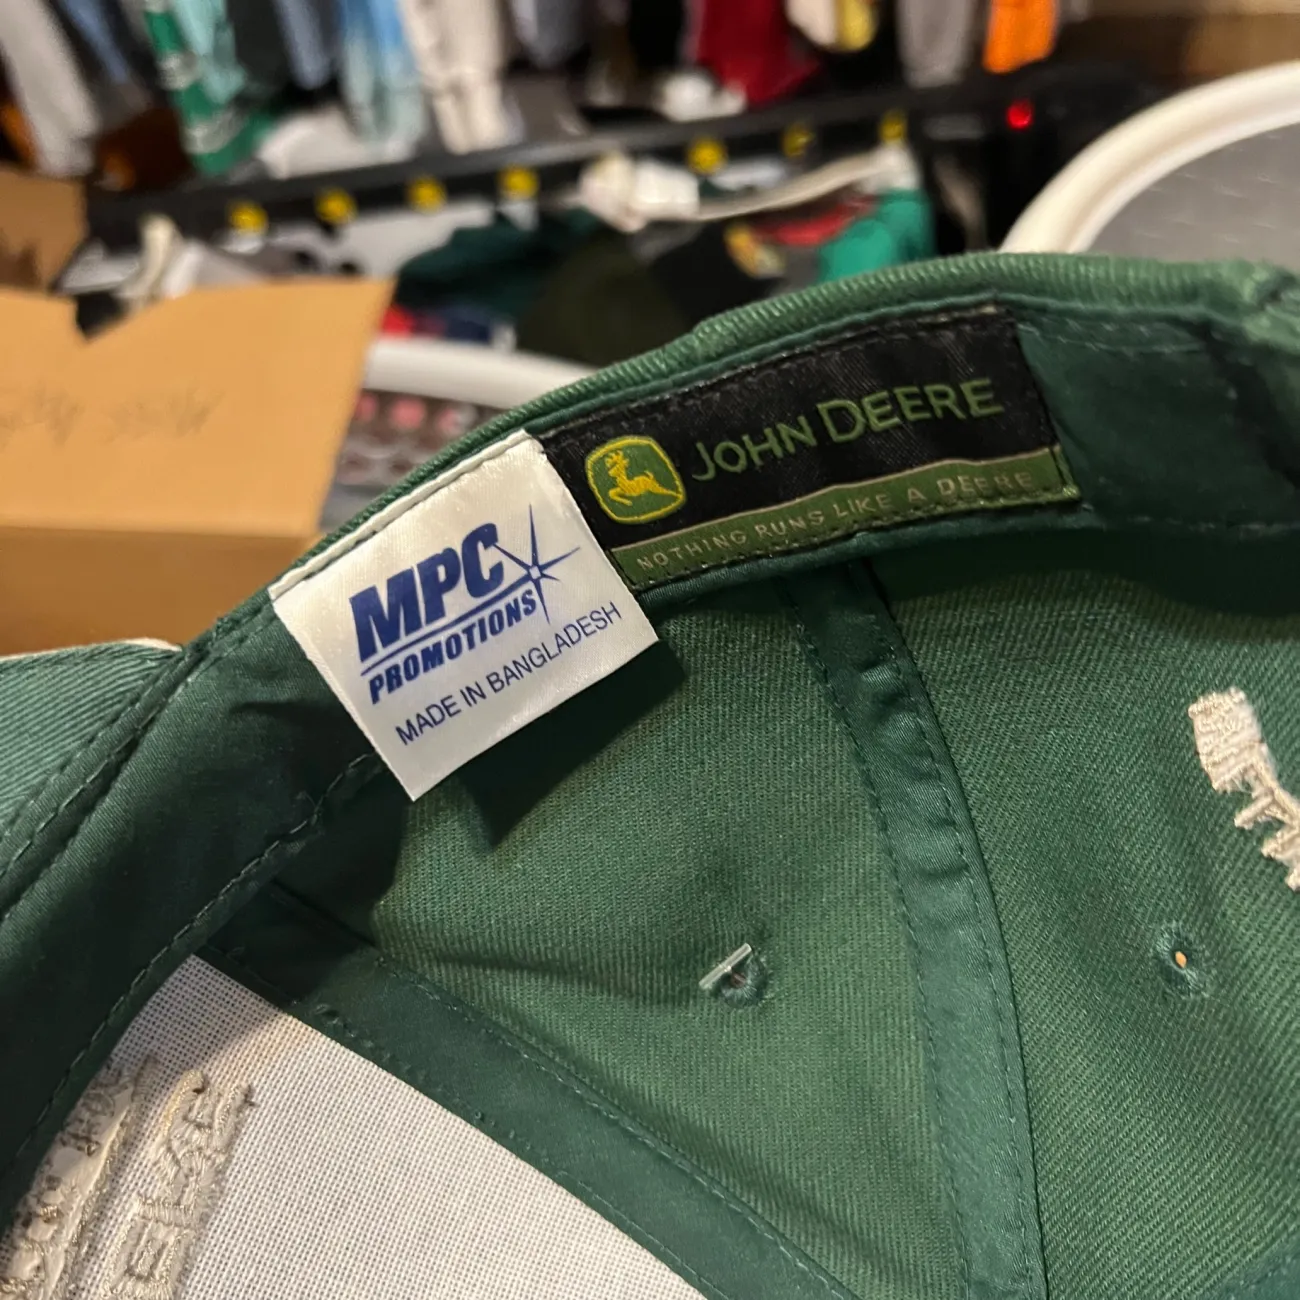 MPC
PROMOTIONS
MADE IN BANGLADESH
JOHN DEERE
NOTHING RUNS LIKE A DEERE